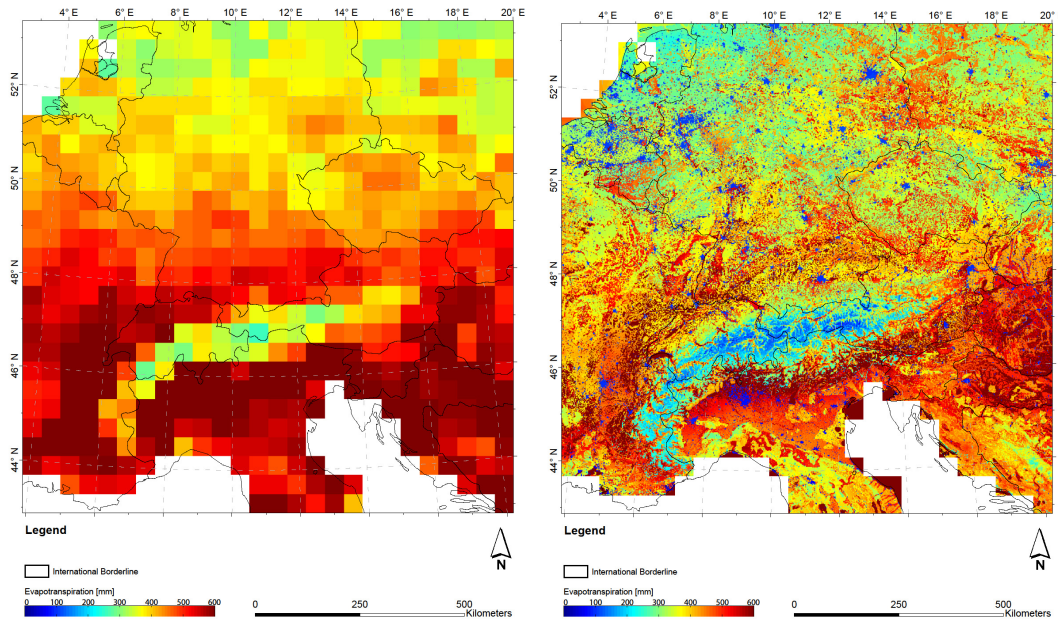 4° E 6° E 8° E 10° E 12° E 14° E 16° E 18° E 20° E
52° N
50° N
48° N
46° N
44° N
Legend
N
International Borderline
Evapotranspiration [mm]
0 100 200 300 400 500 600
0 250 500
Kilometers
4° E 6° E 8° E 10° E 12° E 14° E 16° E 18° E 20° E
52° N
50° N
48° N
46° N
44° N
Legend
N
International Borderline
Evapotranspiration [mm]
0 100 200 300 400 500 600
0 250 500
Kilometers